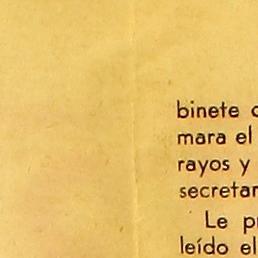 binete
mara el
rayos y
secretar
Le p
leído el